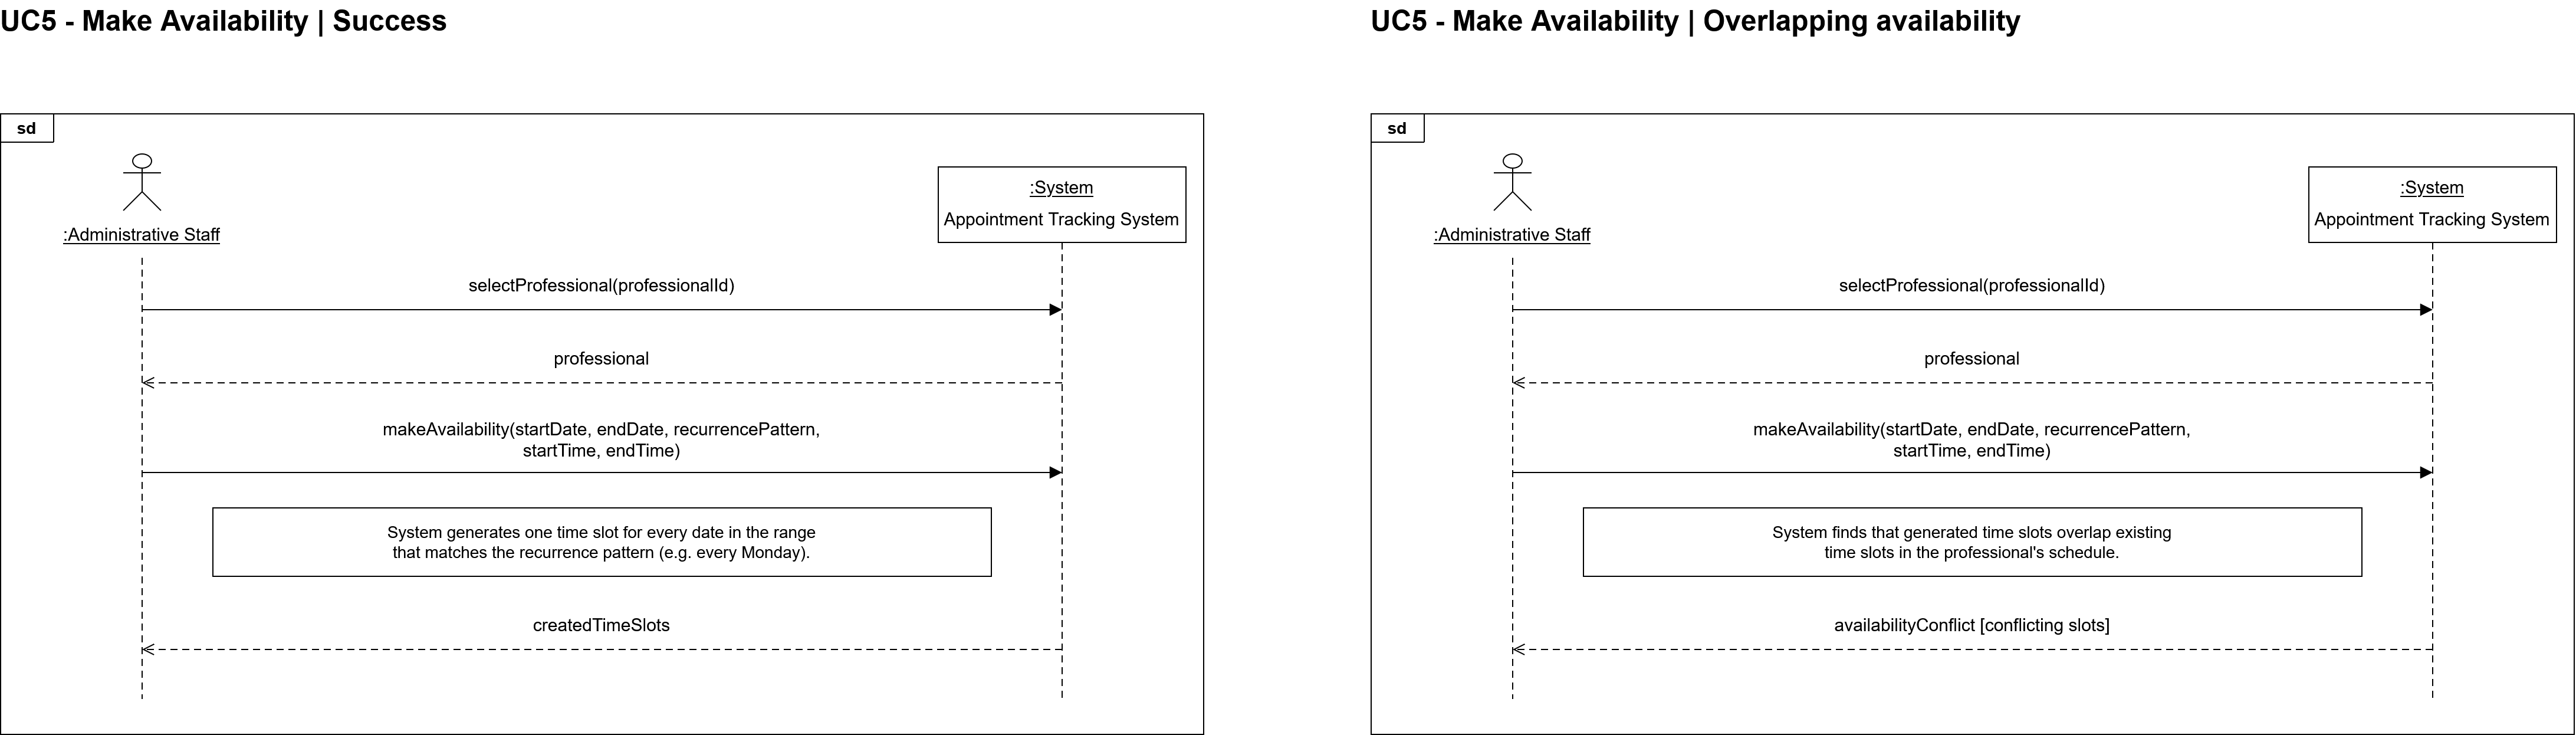 UC5 - Make Availability | Success
sd
:Administrative Staff
:System
Appointment Tracking System
selectProfessional(professionalId)
professional
makeAvailability(startDate, endDate, recurrencePattern,
startTime, endTime)
System generates one time slot for every date in the range
that matches the recurrence pattern (e.g. every Monday).
createdTimeSlots
UC5 - Make Availability | Overlapping availability
sd
:Administrative Staff
:System
Appointment Tracking System
selectProfessional(professionalId)
professional
makeAvailability(startDate, endDate, recurrencePattern,
startTime, endTime)
System finds that generated time slots overlap existing
time slots in the professional's schedule.
availabilityConflict [conflicting slots]